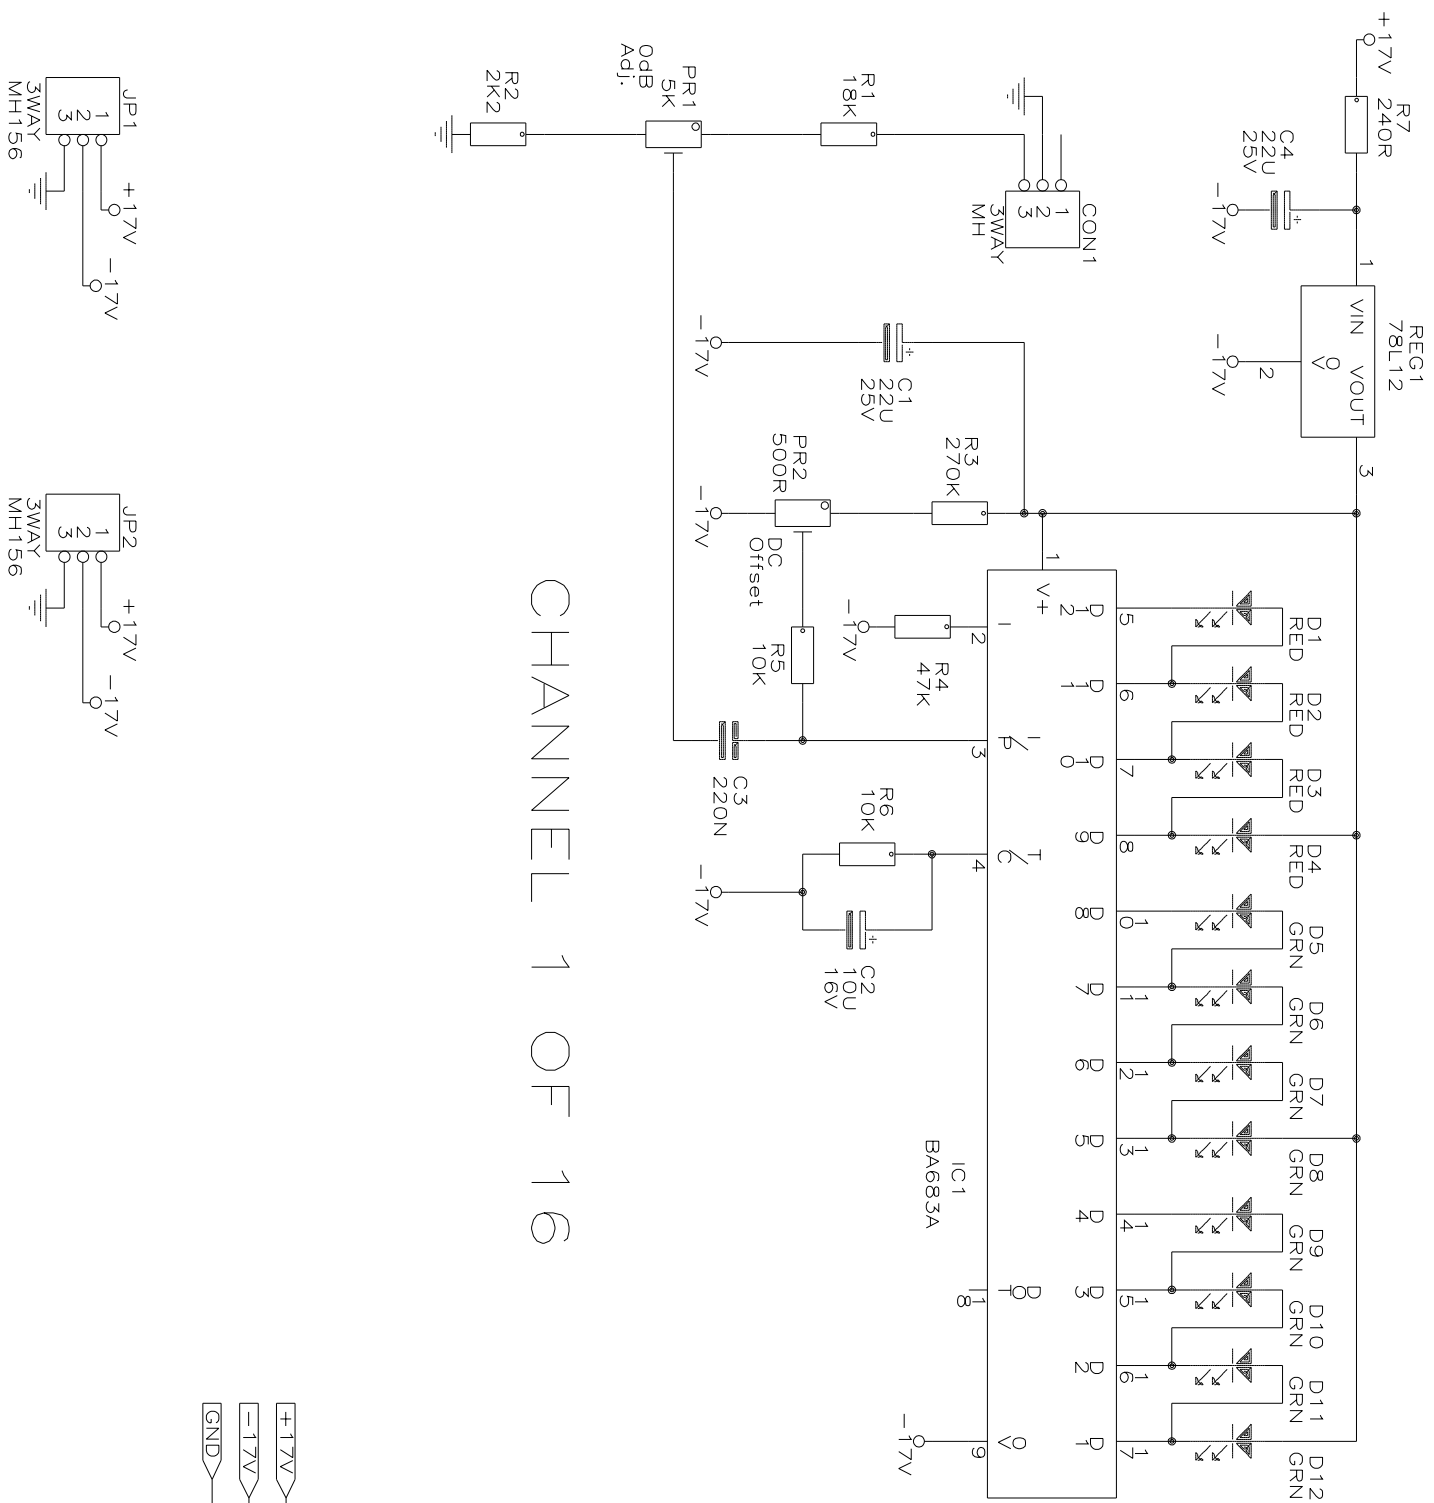 +17V
R7
240R
C4
22U
25V
-17V
1
REG1
78L12
VIN VOUT
0V
2
-17V
3
CON1
1
2
3
3WAY
MH
R1
18K
PR1
5K
0dB
Adj.
R2
2K2
C1
22U
25V
-17V
R3
270K
PR2
500R
DC
Offset
-17V
R5
10K
R4
47K
-17V
C3
220N
R6
10K
C2
10U
16V
-17V
1
V+
2
I
3
I/P
4
T/C
IC1
BA683A
18
DOT
9
0V
-17V
D12
5
D11
6
D10
7
D9
8
D8
10
D7
11
D6
12
D5
13
D4
14
D3
15
D2
16
D1
17
D1
RED
D2
RED
D3
RED
D4
RED
D5
GRN
D6
GRN
D7
GRN
D8
GRN
D9
GRN
D10
GRN
D11
GRN
D12
GRN
CHANNEL 1 OF 16
JP1
1
2
3
3WAY
MH156
+17V
-17V
JP2
1
2
3
3WAY
MH156
+17V
-17V
+17V
-17V
GND